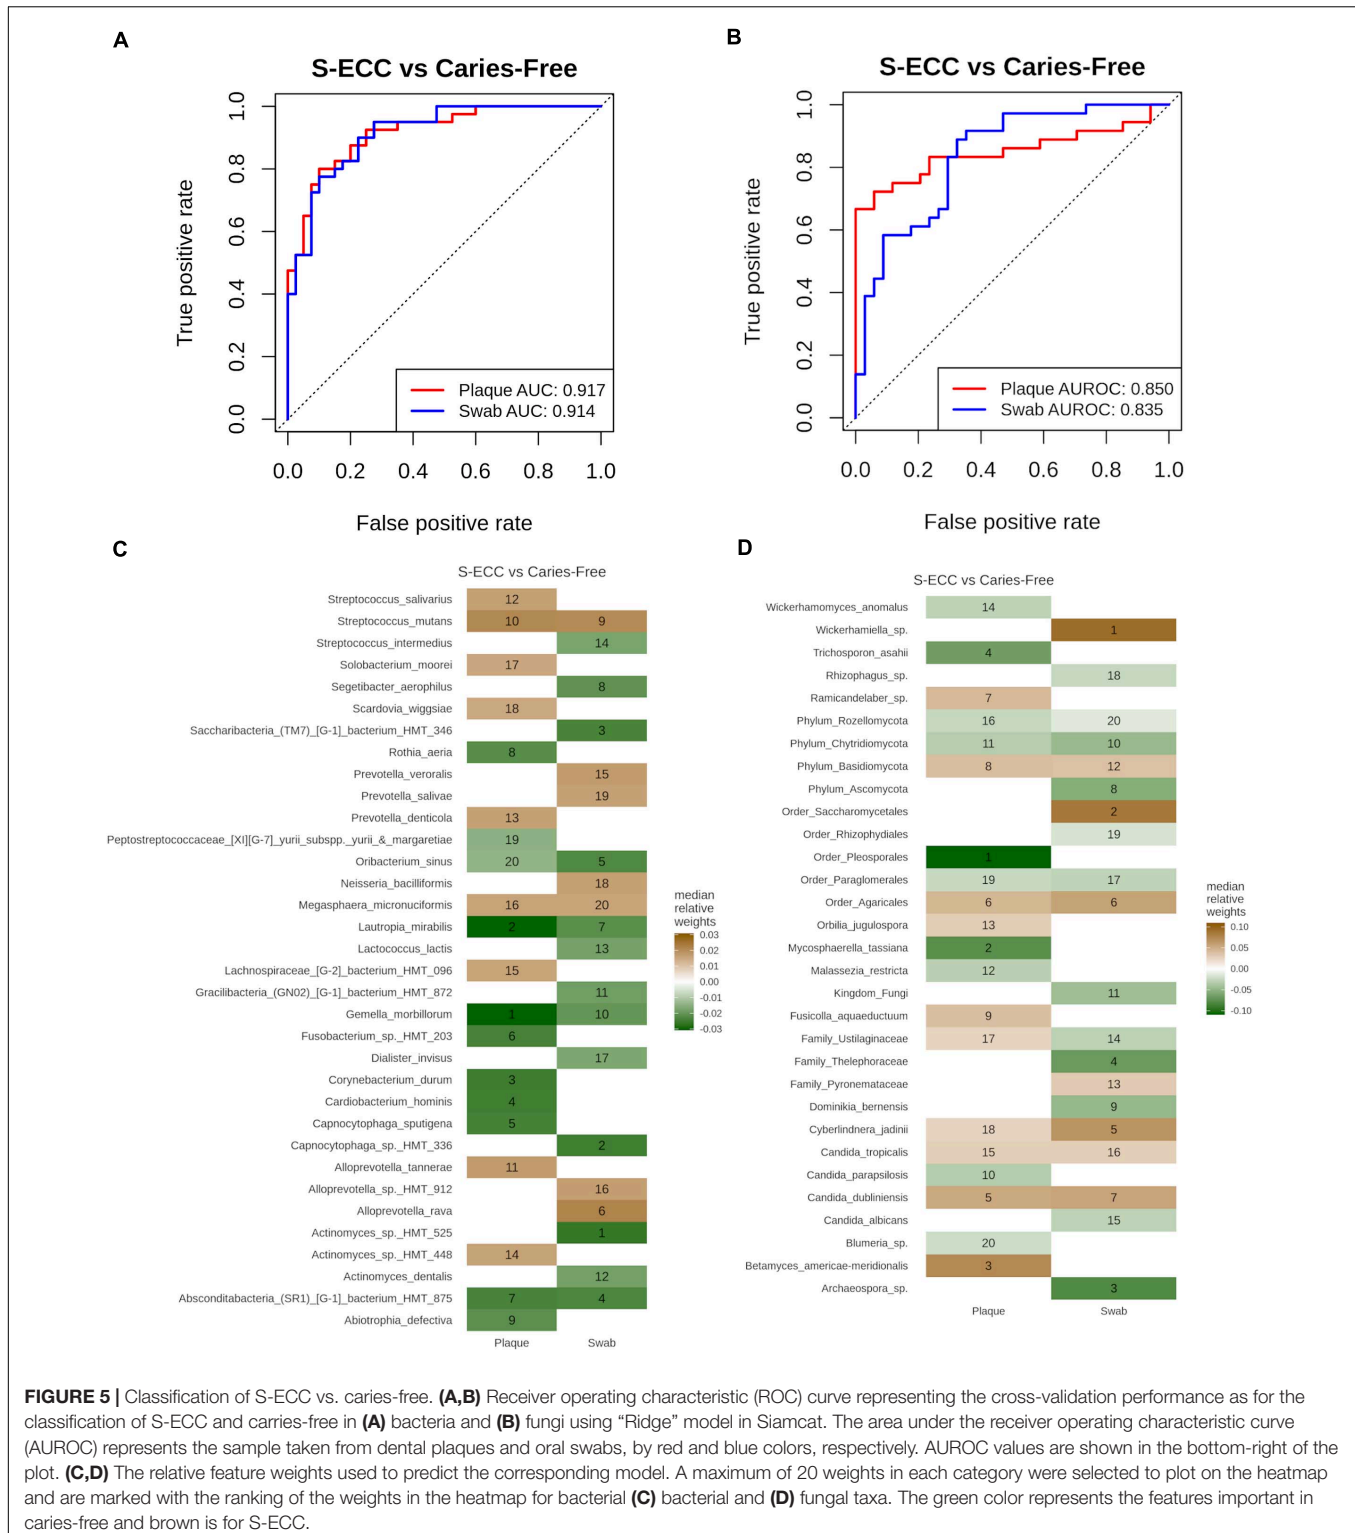 A
S-ECC vs Caries-Free
True positive rate
1.0
0.8
0.6
0.4
0.2
0.0
Plaque AUC: 0.917
Swab AUC: 0.914
0.0 0.2 0.4 0.6 0.8 1.0
False positive rate
B
S-ECC vs Caries-Free
True positive rate
1.0
0.8
0.6
0.4
0.2
0.0
Plaque AUROC: 0.850
Swab AUROC: 0.835
0.0 0.2 0.4 0.6 0.8 1.0
False positive rate
C
S-ECC vs Caries-Free
Streptococcus_salivarius 12
Streptococcus_mutans 10 9
Streptococcus_intermedius 14
Solobacterium_moorei 17
Segetibacter_aerophilus 8
Scardovia_wiggsiae 18
Saccharibacteria_(TM7)_[G-1]_bacterium_HMT_346 3
Rothia_aeria 8
Prevotella_veroralis 15
Prevotella_salivae 19
Prevotella_denticola 13
Peptostreptococcaceae_[XI][G-7]_yurii_subspp._yurii_&_margaretiae 19
Oribacterium_sinus 20 5
Neisseria_bacilliformis 18
Megasphaera_micronuciformis 16 20
Lautropia_mirabilis 2 7
Lactococcus_lactis 13
Lachnospiraceae_[G-2]_bacterium_HMT_096 15
Gracilibacteria_(GN02)_[G-1]_bacterium_HMT_872 11
Gemella_morbillorum 1 10
Fusobacterium_sp._HMT_203 6
Dialister_invisus 17
Corynebacterium_durum 3
Cardiobacterium_hominis 4
Capnocytophaga_sputigena 5
Capnocytophaga_sp._HMT_336 2
Alloprevotella_tannerae 11
Alloprevotella_sp._HMT_912 16
Alloprevotella_rava 6
Actinomyces_sp._HMT_525 1
Actinomyces_sp._HMT_448 14
Actinomyces_dentalis 12
Absconditabacteria_(SR1)_[G-1]_bacterium_HMT_875 7 4
Abiotrophia_defectiva 9
Plaque Swab
median
relative
weights
0.03
0.02
0.01
0.00
-0.01
-0.02
-0.03
D
S-ECC vs Caries-Free
Wickerhamomyces_anomalus 14
Wickerhamiella_sp. 1
Trichosporon_asahii 4
Rhizophagus_sp. 18
Ramicandelaber_sp. 7
Phylum_Rozellomycota 16 20
Phylum_Chytridiomycota 11 10
Phylum_Basidiomycota 8 12
Phylum_Ascomycota 8
Order_Saccharomycetales 2
Order_Rhizophydiales 19
Order_Pleosporales 1
Order_Paraglomerales 19 17
Order_Agaricales 6 6
Orbilia_jugulospora 13
Mycosphaerella_tassiana 2
Malassezia_restricta 12
Kingdom_Fungi 11
Fusicolla_aquaeductuum 9
Family_Ustilaginaceae 17 14
Family_Thelephoraceae 4
Family_Pyronemataceae 13
Dominikia_bernensis 9
Cyberlindnera_jadinii 18 5
Candida_tropicalis 15 16
Candida_parapsilosis 10
Candida_dubliniensis 5 7
Candida_albicans 15
Blumeria_sp. 20
Betamyces_americae-meridionalis 3
Archaeospora_sp. 3
Plaque Swab
median
relative
weights
0.10
0.05
0.00
-0.05
-0.10
FIGURE 5 | Classification of S-ECC vs. caries-free. (A,B) Receiver operating characteristic (ROC) curve representing the cross-validation performance as for the
classification of S-ECC and carries-free in (A) bacteria and (B) fungi using “Ridge” model in Siamcat. The area under the receiver operating characteristic curve
(AUROC) represents the sample taken from dental plaques and oral swabs, by red and blue colors, respectively. AUROC values are shown in the bottom-right of the
plot. (C,D) The relative feature weights used to predict the corresponding model. A maximum of 20 weights in each category were selected to plot on the heatmap
and are marked with the ranking of the weights in the heatmap for bacterial (C) bacterial and (D) fungal taxa. The green color represents the features important in
caries-free and brown is for S-ECC.